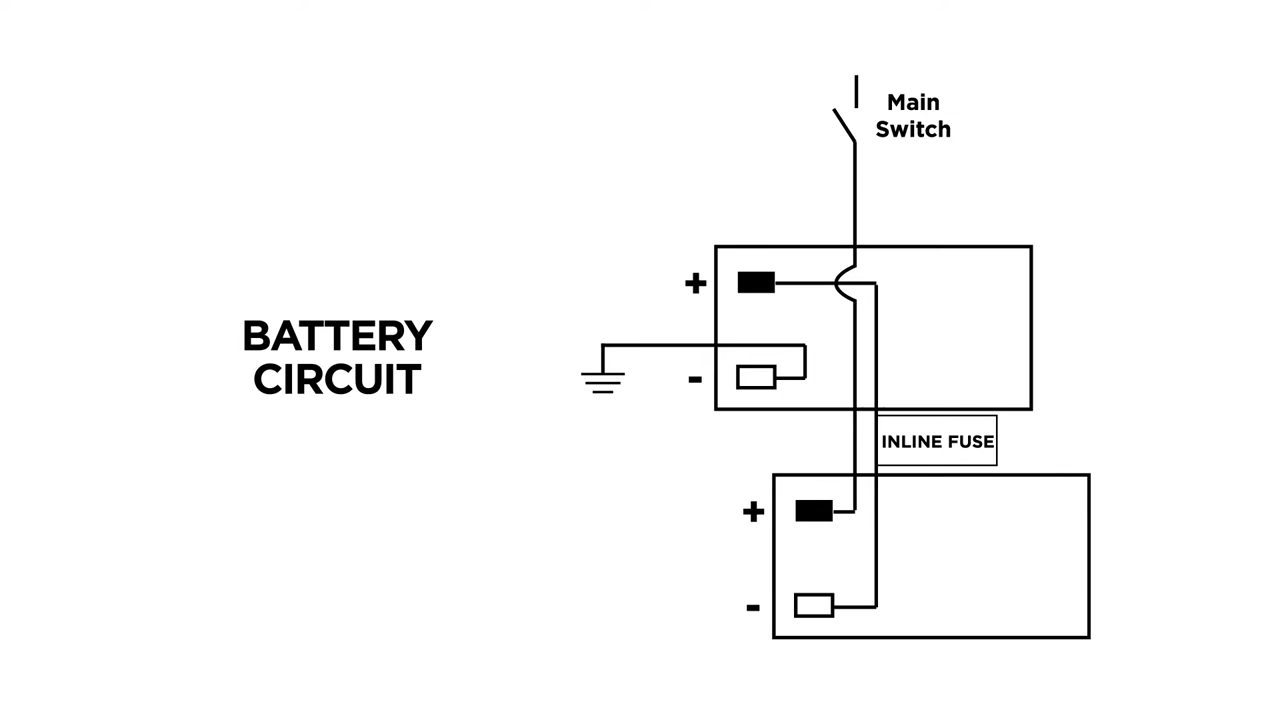 Main
Switch
+
BATTERY
CIRCUIT
-
INLINE FUSE
+
-